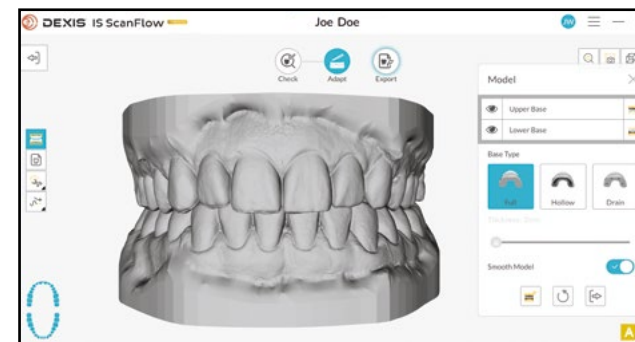 DEXIS IS ScanFlow
Joe Doe
JW
Check
Adapt
Export
Model
Upper Base
Lower Base
Base Type
Full
Hollow
Drain
Smooth Model
A